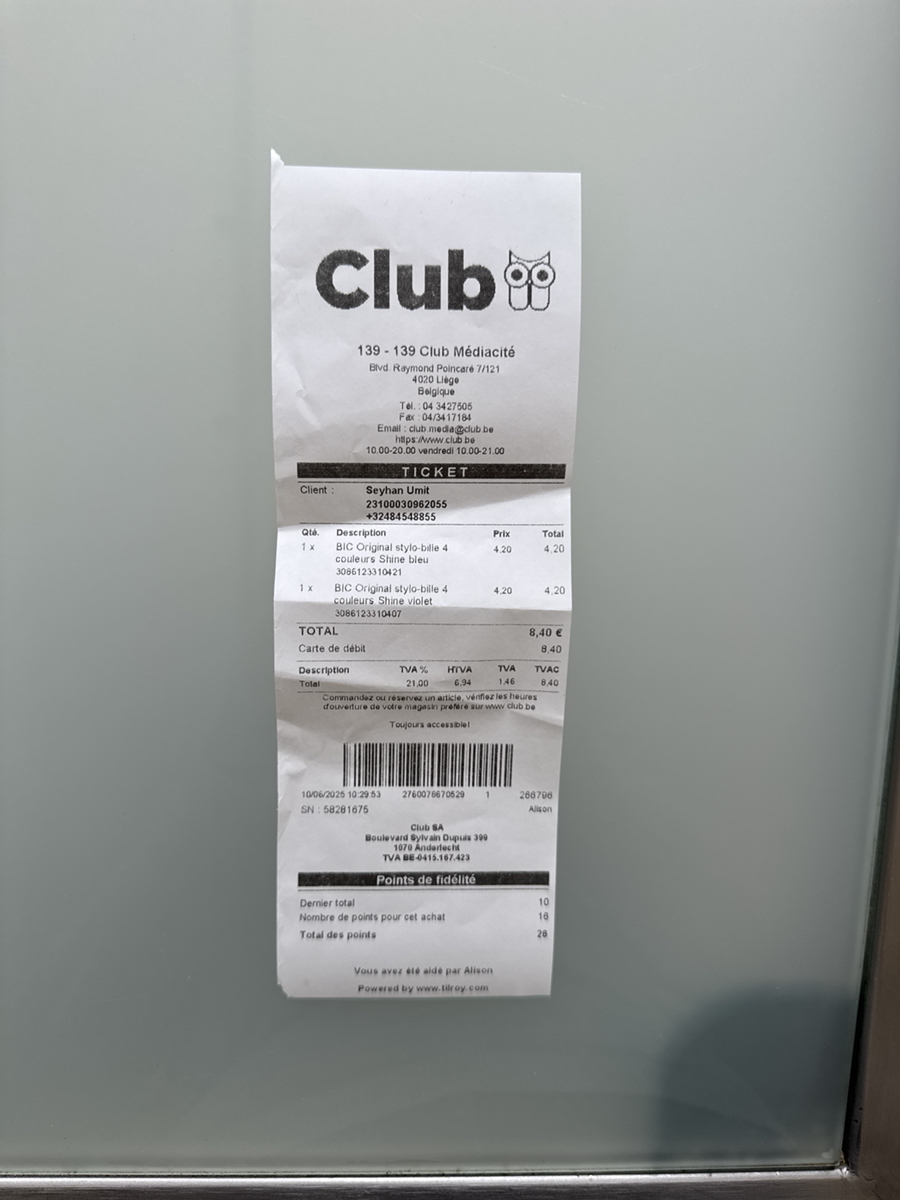 Club
139 - 139 Club Médiacité
Blvd. Raymond Poincaré 7/121
4020 Liège
Belgique
Tél. : 04 3427505
Fax : 04/3417184
Email : club.media@club.be
https://www.club.be
10.00-20.00 vendredi 10.00-21.00
TICKET
Client : Seyhan Umit
23100030962055
+32484548855
Qté. Description Prix Total
1 x BIC Original stylo-bille 4 4,20 4,20
couleurs Shine bleu
3086123310421
1 x BIC Original stylo-bille 4 4,20 4,20
couleurs Shine violet
3086123310407
TOTAL 8,40 €
Carte de débit 8,40
Description TVA % HTVA TVA TVAC
Total 21,00 6,94 1,46 8,40
Commandez ou réservez un article, vérifiez les heures
d'ouverture de votre magasin préféré sur www.club.be
Toujours accessible!
10/06/2025 10:29:53 2760076670529 1 266796
SN : 58281675 Alison
Club SA
Boulevard Sylvain Dupuis 399
1070 Anderlecht
TVA BE-0415.167.423
Points de fidélité
Dernier total 10
Nombre de points pour cet achat 16
Total des points 26
Vous avez été aidé par Alison
Powered by www.tilroy.com